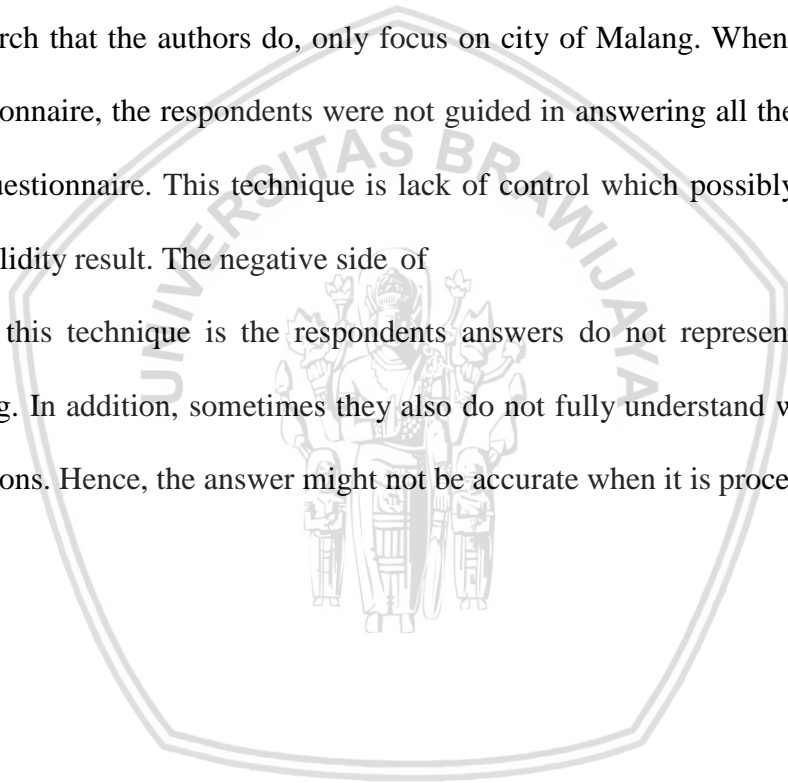 rch that the authors do, only focus on city of Malang. When
onnaire, the respondents were not guided in answering all the
uestionnaire. This technique is lack of control which possibly
lidity result. The negative side of
this technique is the respondents answers do not represen
g. In addition, sometimes they also do not fully understand w
ons. Hence, the answer might not be accurate when it is proce
UNIVERSITAS BRAWIJAYA